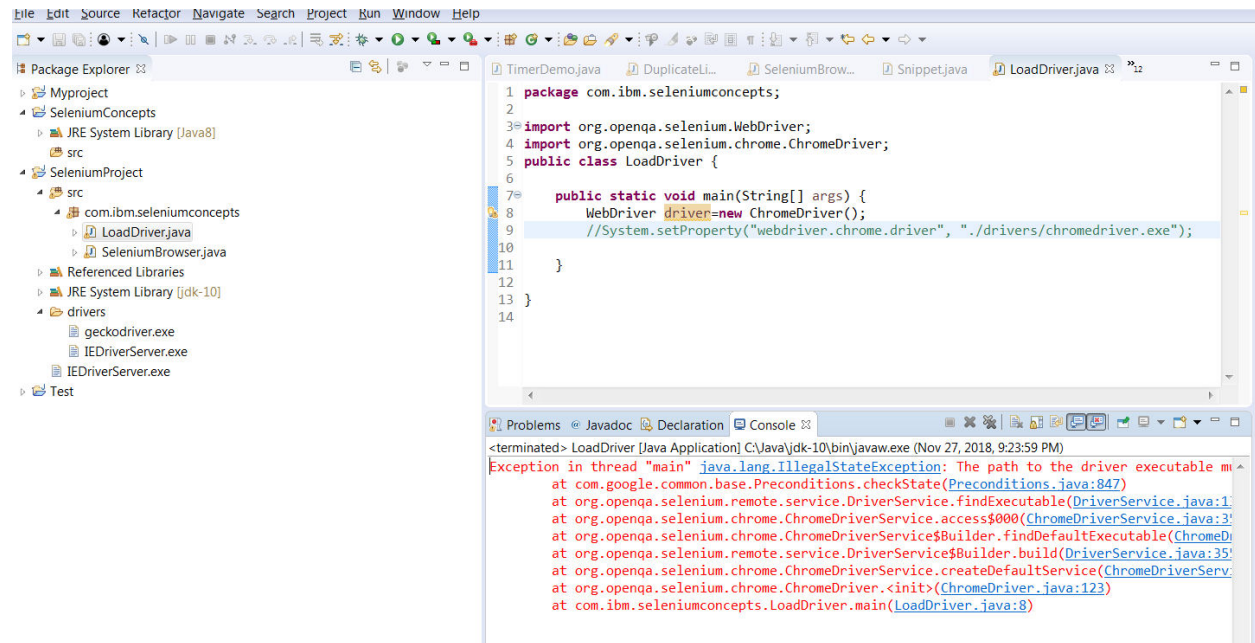 File Edit Source Refactor Navigate Search Project Run Window Help
Package Explorer
Myproject
SeleniumConcepts
JRE System Library [Java8]
src
SeleniumProject
src
com.ibm.seleniumconcepts
LoadDriver.java
SeleniumBrowser.java
Referenced Libraries
JRE System Library [jdk-10]
drivers
geckodriver.exe
IEDriverServer.exe
IEDriverServer.exe
Test
TimerDemo.java DuplicateLi... SeleniumBrow... Snippet.java LoadDriver.java »12
1 package com.ibm.seleniumconcepts;
2
3 import org.openqa.selenium.WebDriver;
4 import org.openqa.selenium.chrome.ChromeDriver;
5 public class LoadDriver {
6
7 public static void main(String[] args) {
8 WebDriver driver=new ChromeDriver();
9 //System.setProperty("webdriver.chrome.driver", "./drivers/chromedriver.exe");
10
11 }
12
13 }
14
Problems @ Javadoc Declaration Console
<terminated> LoadDriver [Java Application] C:\Java\jdk-10\bin\javaw.exe (Nov 27, 2018, 9:23:59 PM)
Exception in thread "main" java.lang.IllegalStateException: The path to the driver executable mu
at com.google.common.base.Preconditions.checkState(Preconditions.java:847)
at org.openqa.selenium.remote.service.DriverService.findExecutable(DriverService.java:1
at org.openqa.selenium.chrome.ChromeDriverService.access$000(ChromeDriverService.java:3
at org.openqa.selenium.chrome.ChromeDriverService$Builder.findDefaultExecutable(ChromeD
at org.openqa.selenium.remote.service.DriverService$Builder.build(DriverService.java:35
at org.openqa.selenium.chrome.ChromeDriverService.createDefaultService(ChromeDriverServ
at org.openqa.selenium.chrome.ChromeDriver.<init>(ChromeDriver.java:123)
at com.ibm.seleniumconcepts.LoadDriver.main(LoadDriver.java:8)